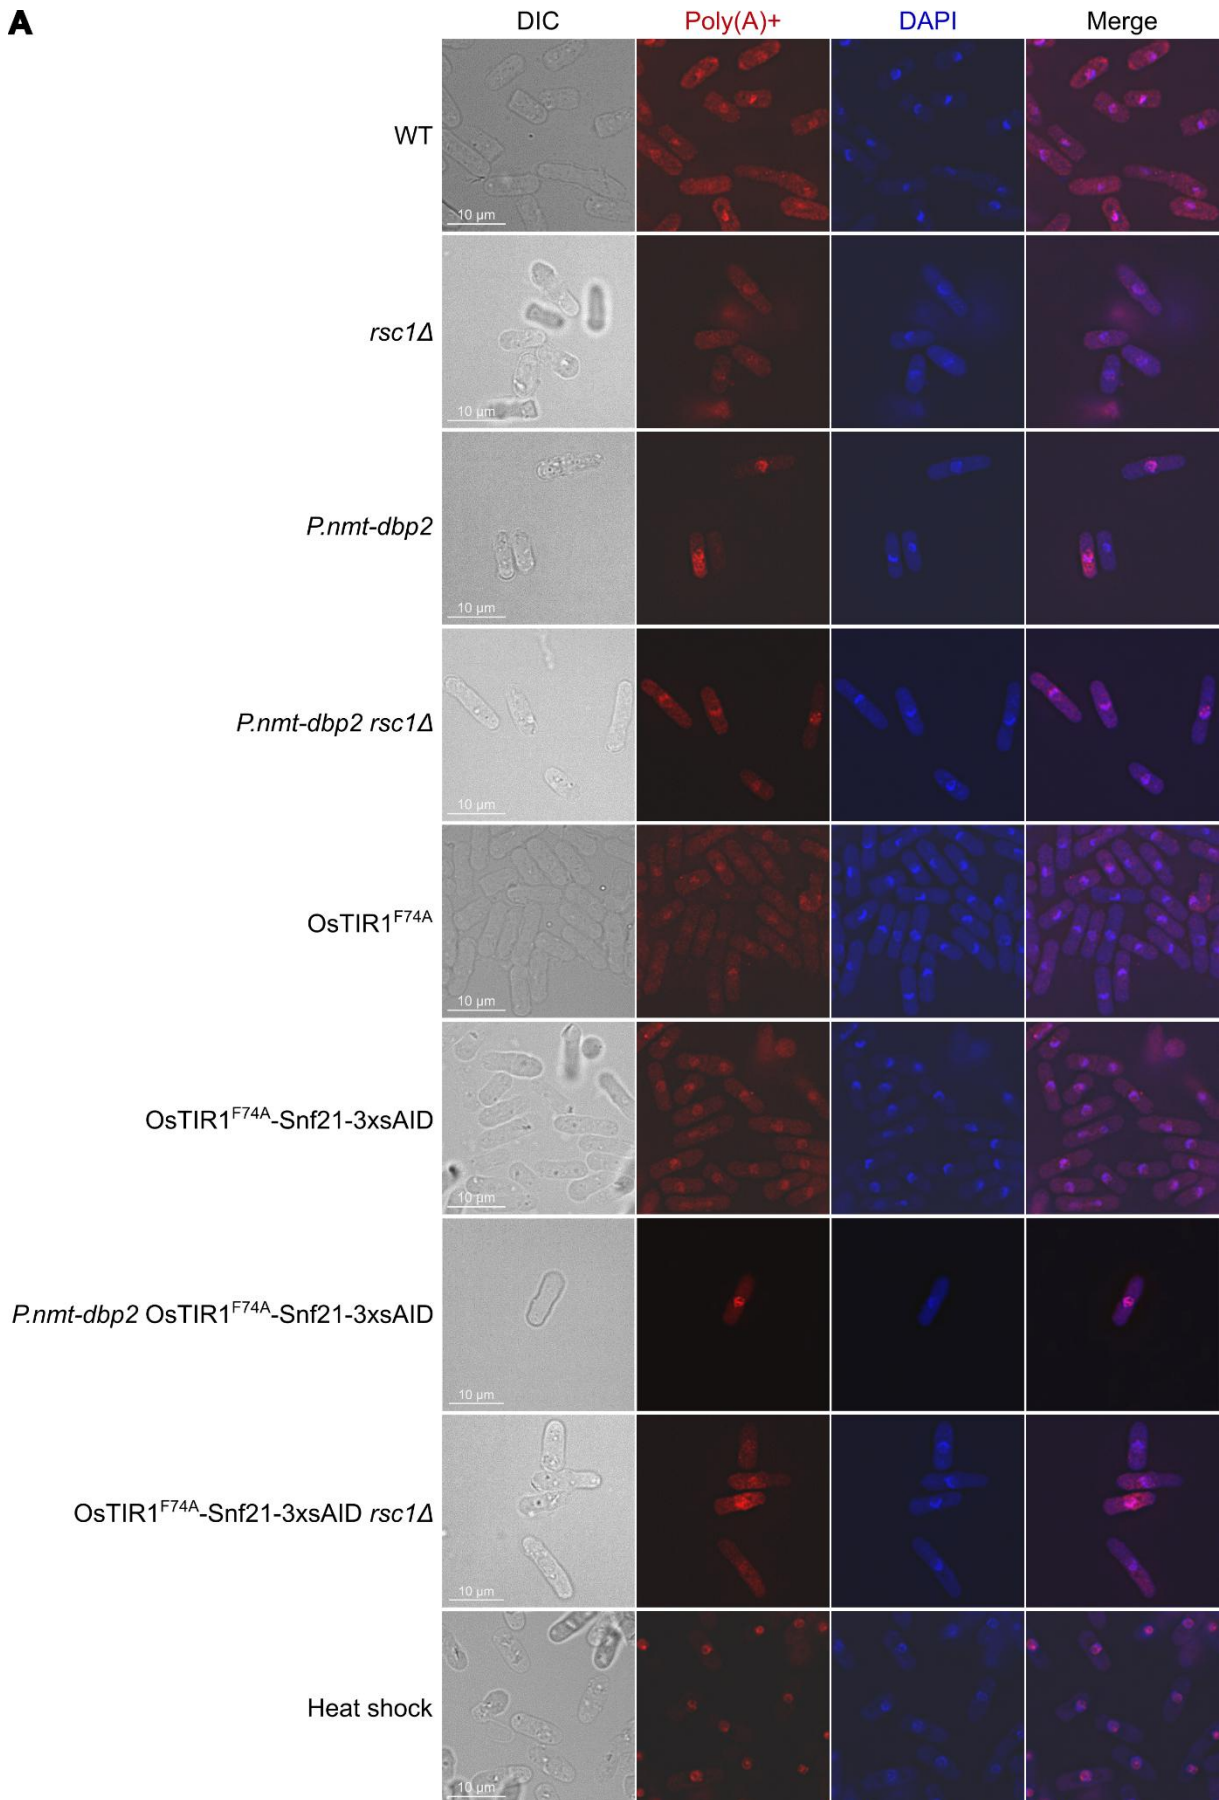 A
DIC Poly(A)+ DAPI Merge
WT
10 µm
rsc1Δ
10 µm
P.nmt-dbp2
10 µm
P.nmt-dbp2 rsc1Δ
10 µm
OsTIR1F74A
10 µm
OsTIR1F74A-Snf21-3xsAID
10 µm
P.nmt-dbp2 OsTIR1F74A-Snf21-3xsAID
10 µm
OsTIR1F74A-Snf21-3xsAID rsc1Δ
10 µm
Heat shock
10 µm